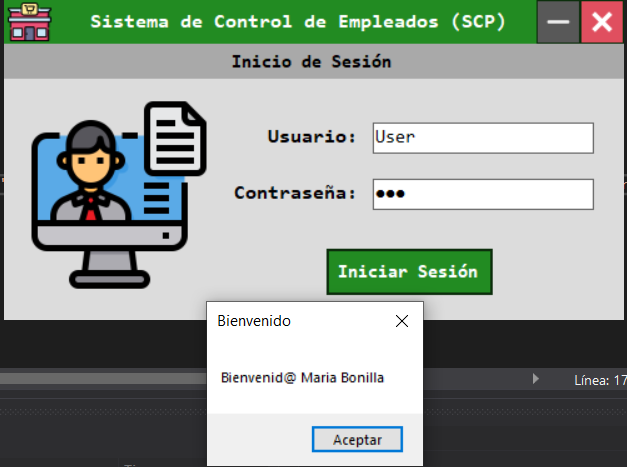 Sistema de Control de Empleados (SCP)
Inicio de Sesión
Usuario: User
Contraseña: ●●●
Iniciar Sesión
Bienvenido
Bienvenid@ Maria Bonilla
Línea: 17
Aceptar